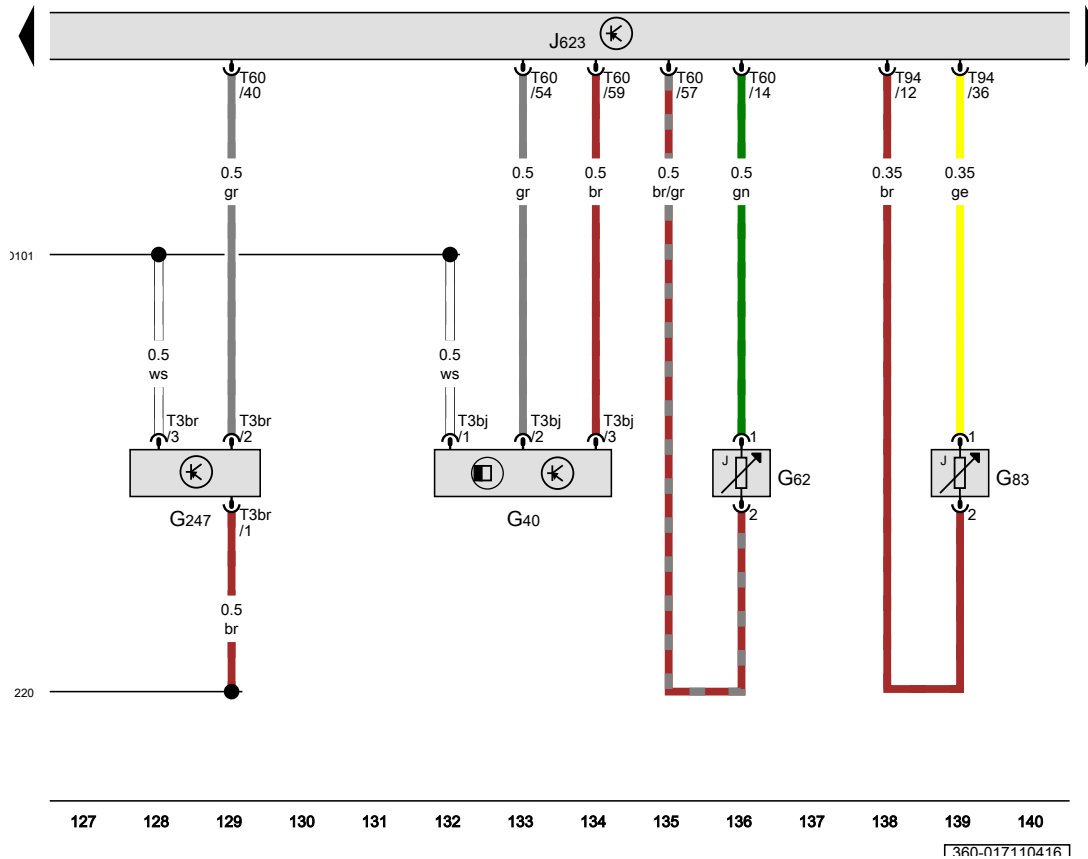 J623
T60 T60 T60 T60 T60 T94 T94
/40 /54 /59 /57 /14 /12 /36
0.5 0.5 0.5 0.5 0.5 0.35 0.35
gr gr br br/gr gn br ge
0.5 0.5
ws ws
T3br T3br T3bj T3bj T3bj
/3 /2 /1 /2 /3 1 1
J J
G62 G83
G247 T3br G40 2 2
/1
0.5
br
220
127 128 129 130 131 132 133 134 135 136 137 138 139 140
360-017110416